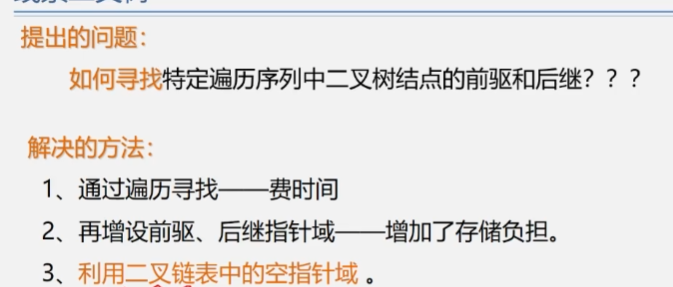 提出的问题：
如何寻找特定遍历序列中二叉树结点的前驱和后继？？？
解决的方法：
1、通过遍历寻找——费时间
2、再增设前驱、后继指针域——增加了存储负担。
3、利用二叉链表中的空指针域 。